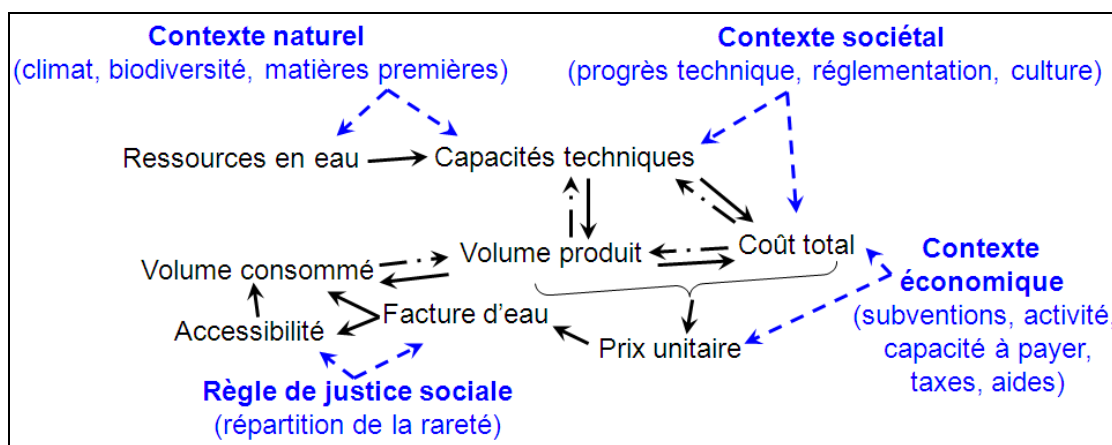 Contexte naturel
(climat, biodiversité, matières premières)
Contexte sociétal
(progrès technique, réglementation, culture)
Ressources en eau
Capacités techniques
Volume consommé
Volume produit
Coût total
Contexte
économique
(subventions, activité,
capacité à payer,
taxes, aides)
Accessibilité
Facture d'eau
Prix unitaire
Règle de justice sociale
(répartition de la rareté)